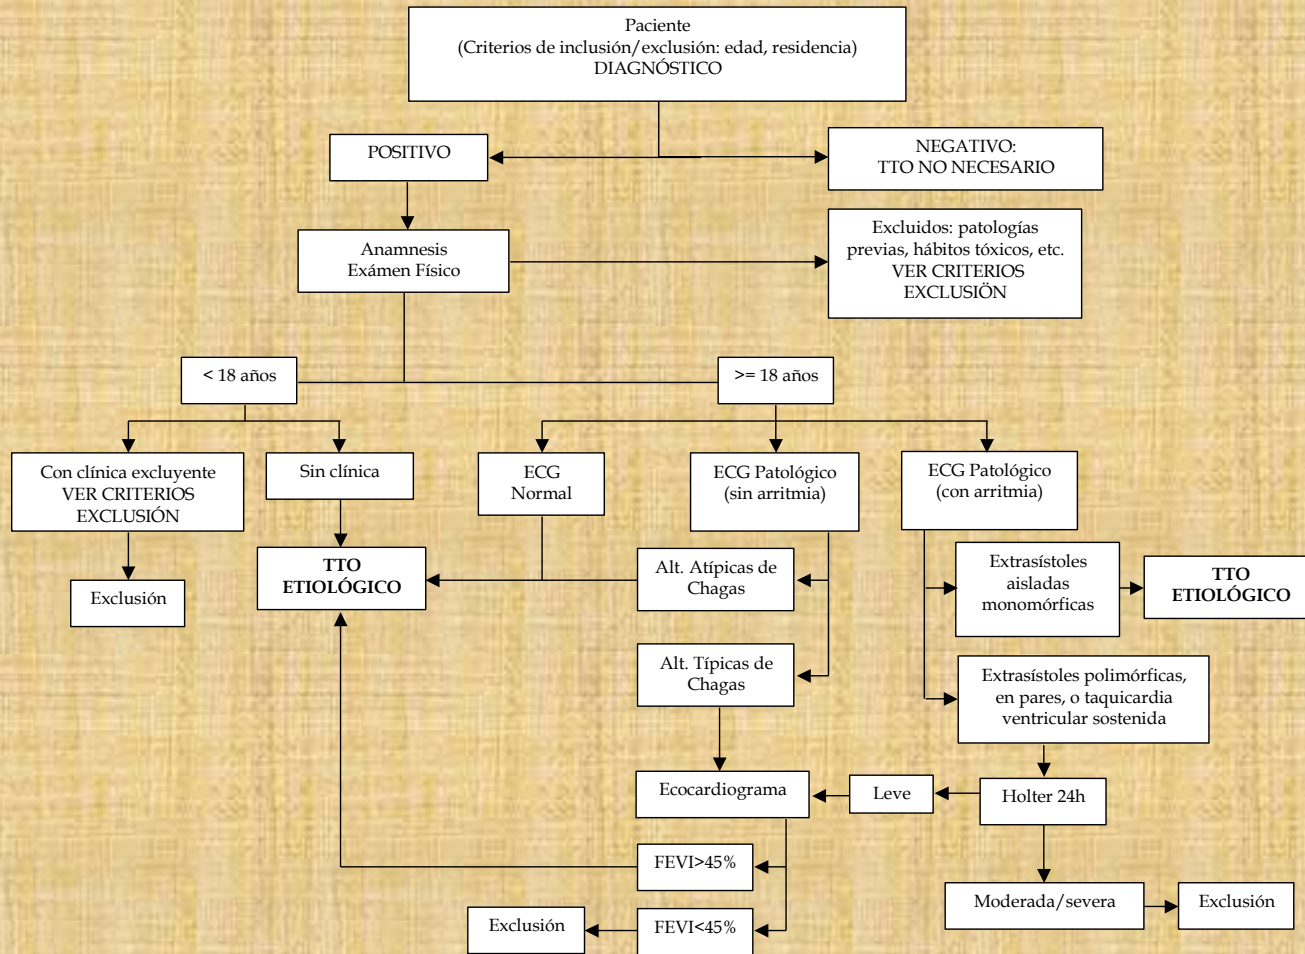 Paciente
(Criterios de inclusión/exclusión: edad, residencia)
DIAGNÓSTICO
POSITIVO
NEGATIVO:
TTO NO NECESARIO
Anamnesis
Exámen Físico
Excluidos: patologías
previas, hábitos tóxicos, etc.
VER CRITERIOS
EXCLUSIÖN
< 18 años
>= 18 años
Con clínica excluyente
VER CRITERIOS
EXCLUSIÓN
Sin clínica
ECG
Normal
ECG Patológico
(sin arritmia)
ECG Patológico
(con arritmia)
Exclusión
TTO
ETIOLÓGICO
Alt. Atípicas de
Chagas
Extrasístoles
aisladas
monomórficas
TTO
ETIOLÓGICO
Alt. Típicas de
Chagas
Extrasístoles polimórficas,
en pares, o taquicardia
ventricular sostenida
Ecocardiograma
Leve
Holter 24h
FEVI>45%
Moderada/severa
Exclusión
Exclusión
FEVI<45%